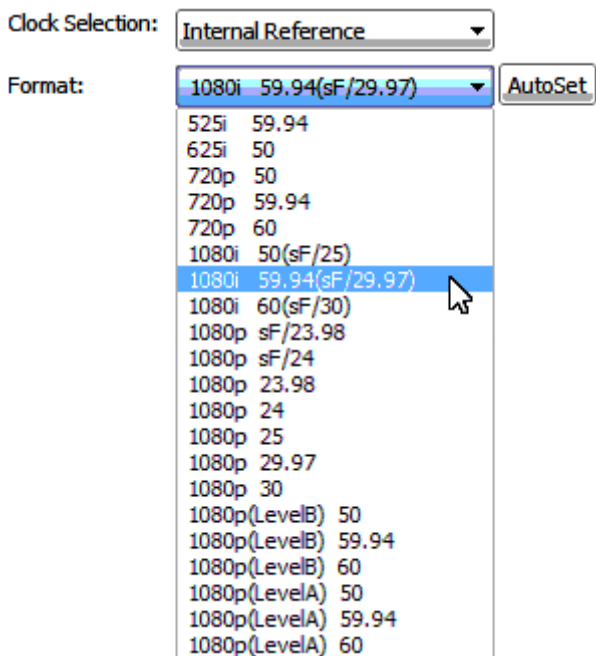 Clock Selection: Internal Reference
Format: 1080i 59.94(sF/29.97) AutoSet
525i 59.94
625i 50
720p 50
720p 59.94
720p 60
1080i 50(sF/25)
1080i 59.94(sF/29.97)
1080i 60(sF/30)
1080p sF/23.98
1080p sF/24
1080p 23.98
1080p 24
1080p 25
1080p 29.97
1080p 30
1080p(LevelB) 50
1080p(LevelB) 59.94
1080p(LevelB) 60
1080p(LevelA) 50
1080p(LevelA) 59.94
1080p(LevelA) 60